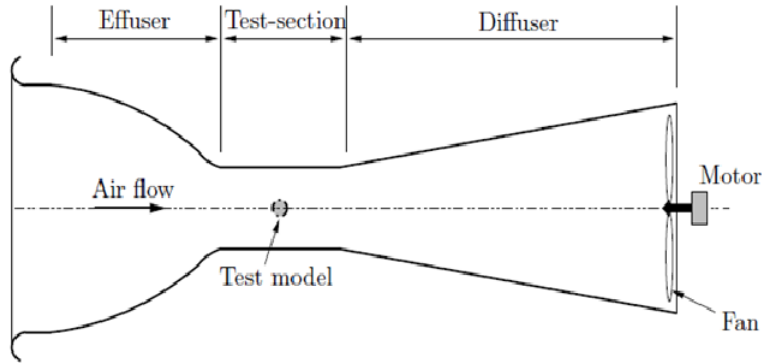 Effuser
Test-section
Diffuser
Motor
Air flow
Test model
Fan